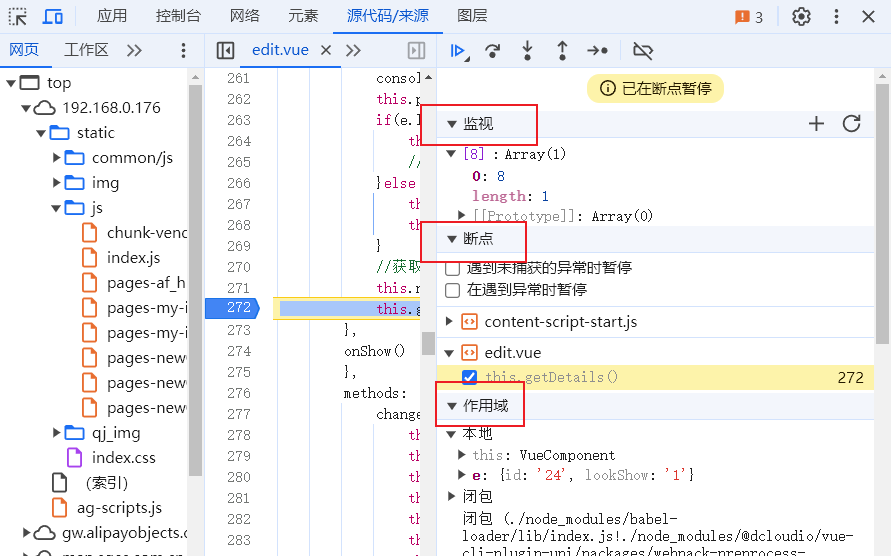 应用 控制台 网络 元素 源代码/来源 图层 3
网页 工作区
edit.vue
已在断点暂停
top
192.168.0.176
static
common/js
img
js
chunk-venc
index.js
pages-af_h
pages-my-i
pages-my-i
pages-new
pages-new
pages-new
qj_img
index.css
(索引)
ag-scripts.js
gw.alipayobjects.c
261 consol
262 this.p
263 if(e.l
264 th
265 //
266 }else
267 th
268 th
269 }
270 //获取
271 this.r
272 this.g
273 },
274 onShow()
275 },
276 methods:
277 change
278 th
279 th
280 th
281 th
282 th
283 th
监视
[8] : Array(1)
0: 8
length: 1
[[Prototype]]: Array(0)
断点
遇到未捕获的异常时暂停
在遇到异常时暂停
content-script-start.js
edit.vue
this.getDetails() 272
作用域
本地
this: VueComponent
e: {id: '24', lookShow: '1'}
闭包
闭包 (./node_modules/babel-
loader/lib/index.js!./node_modules/@dcloudio/vue-
cli-plugin-uni/packages/webpack-preprocess-